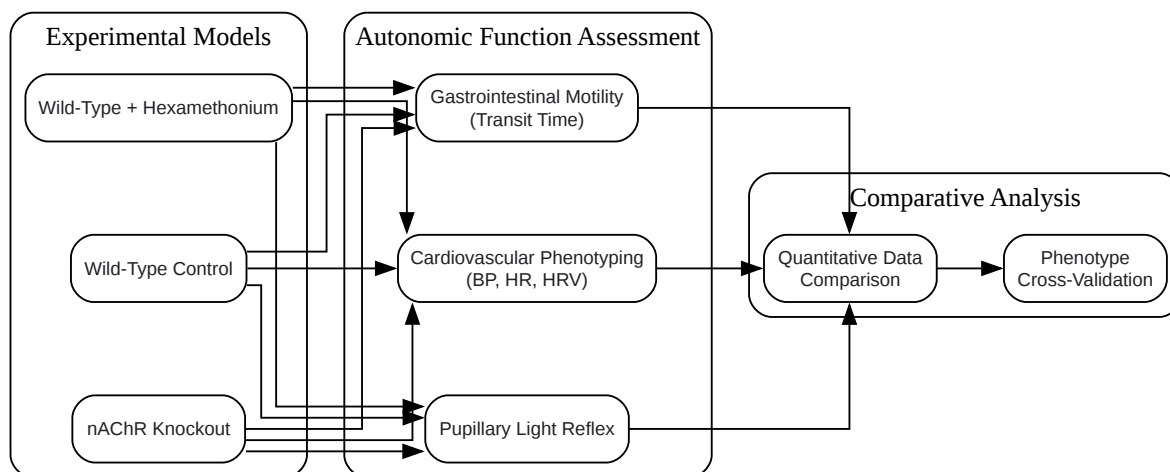 Experimental Models
Wild-Type + Hexamethonium
Wild-Type Control
nAChR Knockout
Autonomic Function Assessment
Gastrointestinal Motility
(Transit Time)
Cardiovascular Phenotyping
(BP, HR, HRV)
Pupillary Light Reflex
Comparative Analysis
Quantitative Data
Comparison
Phenotype
Cross-Validation